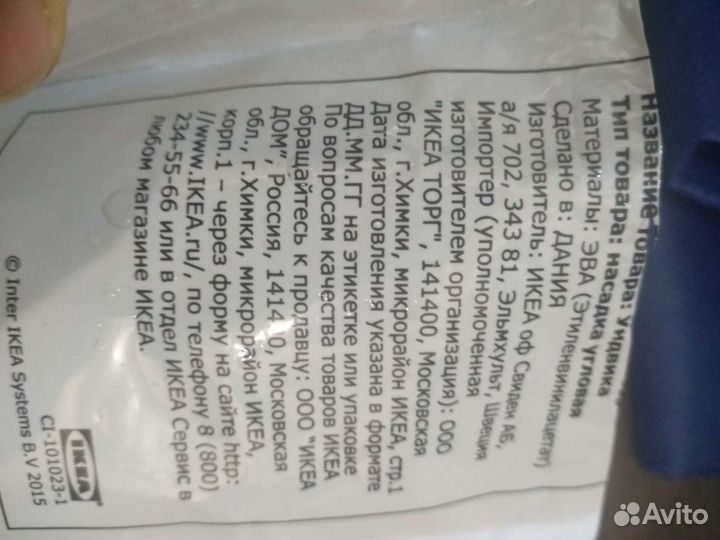 Название товара: Ундвика
Тип товара: насадка угловая
Материалы: ЭВА (Этиленвинилацетат)
Сделано в: ДАНИЯ
Изготовитель: ИКЕА оф Свиден АБ,
а/я 702, 343 81, Эльмхульт, Швеция
Импортер (уполномоченная
изготовителем организация): ООО
"ИКЕА ТОРГ", 141400, Московская
обл., г.Химки, микрорайон ИКЕА, стр.1
Дата изготовления указана в формате
ДД.ММ.ГГ на этикетке или упаковке
По вопросам качества товаров ИКЕА
обращайтесь к продавцу: ООО "ИКЕА
ДОМ", Россия, 141400, Московская
обл., г.Химки, микрорайон ИКЕА,
корп.1 – через форму на сайте http:
//www.IKEA.ru/, по телефону 8 (800)
234-55-66 или в отдел ИКЕА Сервис в
любом магазине ИКЕА.
IKEA
CI-101023-1
© Inter IKEA Systems B.V 2015
Avito